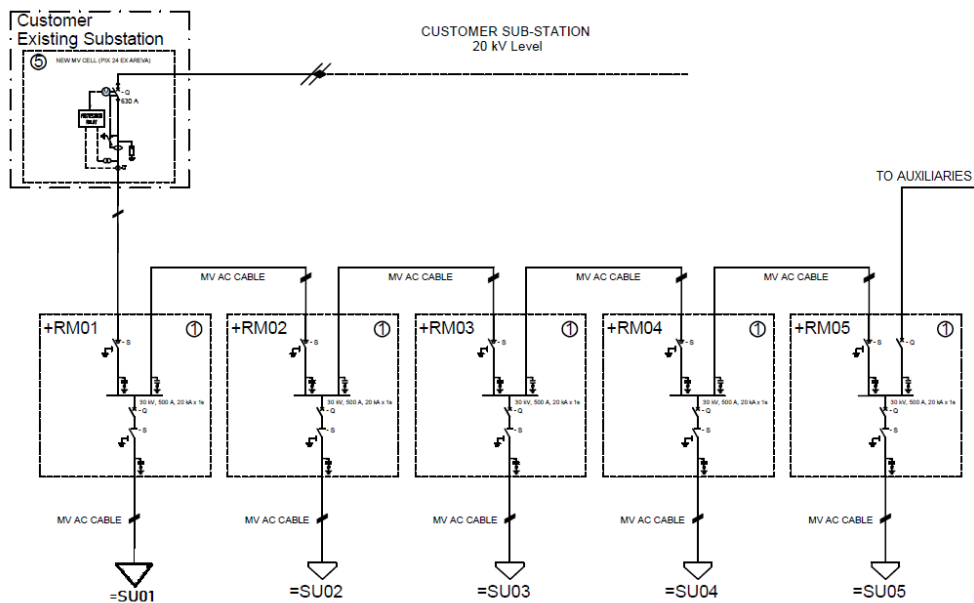 Customer
Existing Substation
5 NEW MV CELL (PIX 24 EX AREVA)
CUSTOMER SUB-STATION
20 kV Level
M
- Q
630 A
PROTECTION
RELAY
TO AUXILIARIES
MV AC CABLE MV AC CABLE MV AC CABLE MV AC CABLE
+RM01 1 +RM02 1 +RM03 1 +RM04 1 +RM05 1
- S - S - S - S - S - Q
30 kV, 500 A, 20 kA x 1s 30 kV, 500 A, 20 kA x 1s 30 kV, 500 A, 20 kA x 1s 30 kV, 500 A, 20 kA x 1s 30 kV, 500 A, 20 kA x 1s
- Q - Q - Q - Q - Q
- S - S - S - S - S
MV AC CABLE MV AC CABLE MV AC CABLE MV AC CABLE MV AC CABLE
=SU01 =SU02 =SU03 =SU04 =SU05